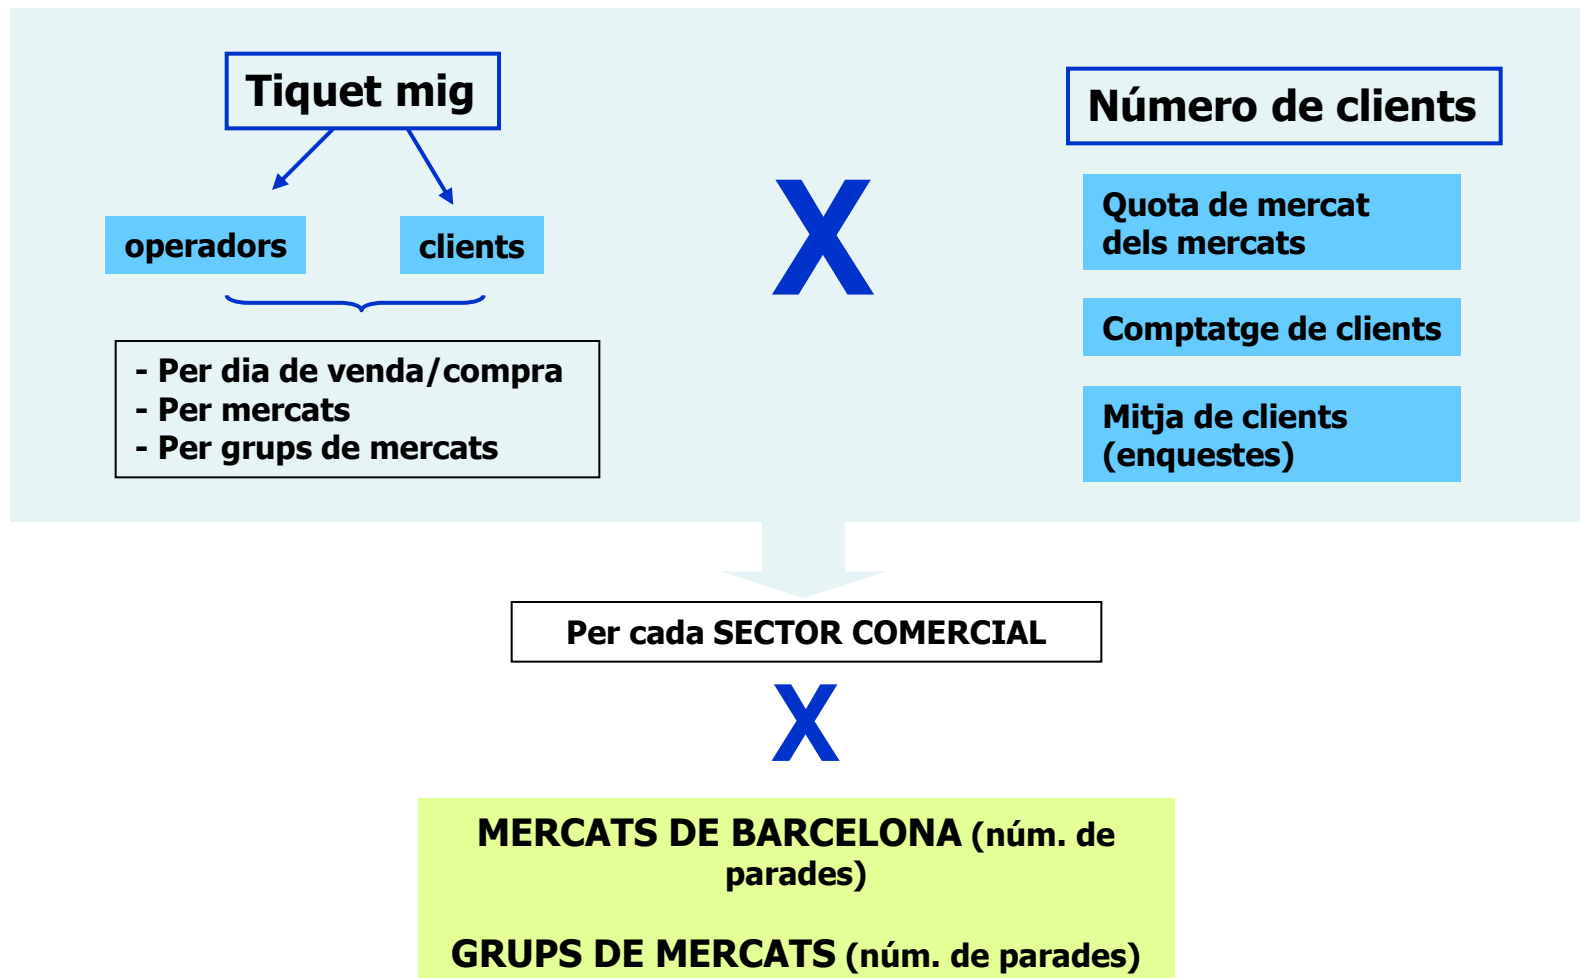 Tiquet mig
operadors
clients
- Per dia de venda/compra
- Per mercats
- Per grups de mercats
X
Número de clients
Quota de mercat
dels mercats
Comptatge de clients
Mitja de clients
(enquestes)
Per cada SECTOR COMERCIAL
X
MERCATS DE BARCELONA (núm. de
parades)
GRUPS DE MERCATS (núm. de parades)